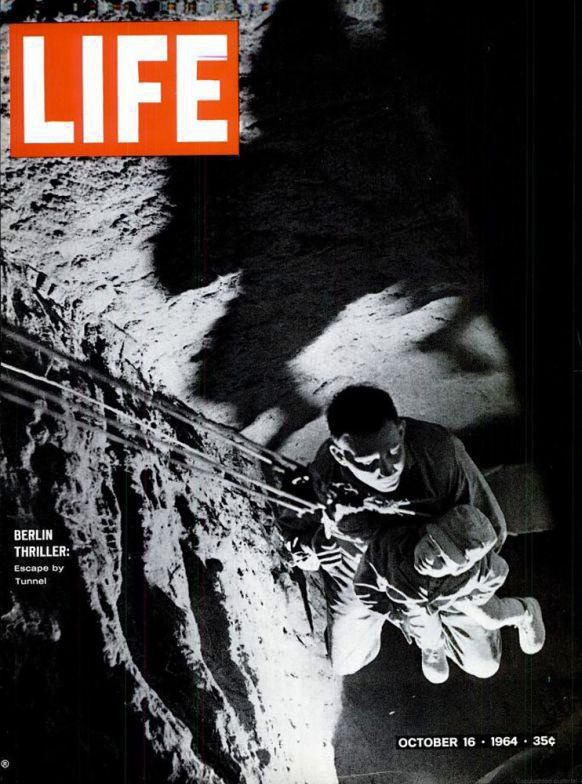 LIFE
BERLIN
THRILLER:
Escape by
Tunnel
OCTOBER 16 · 1964 · 35¢
®